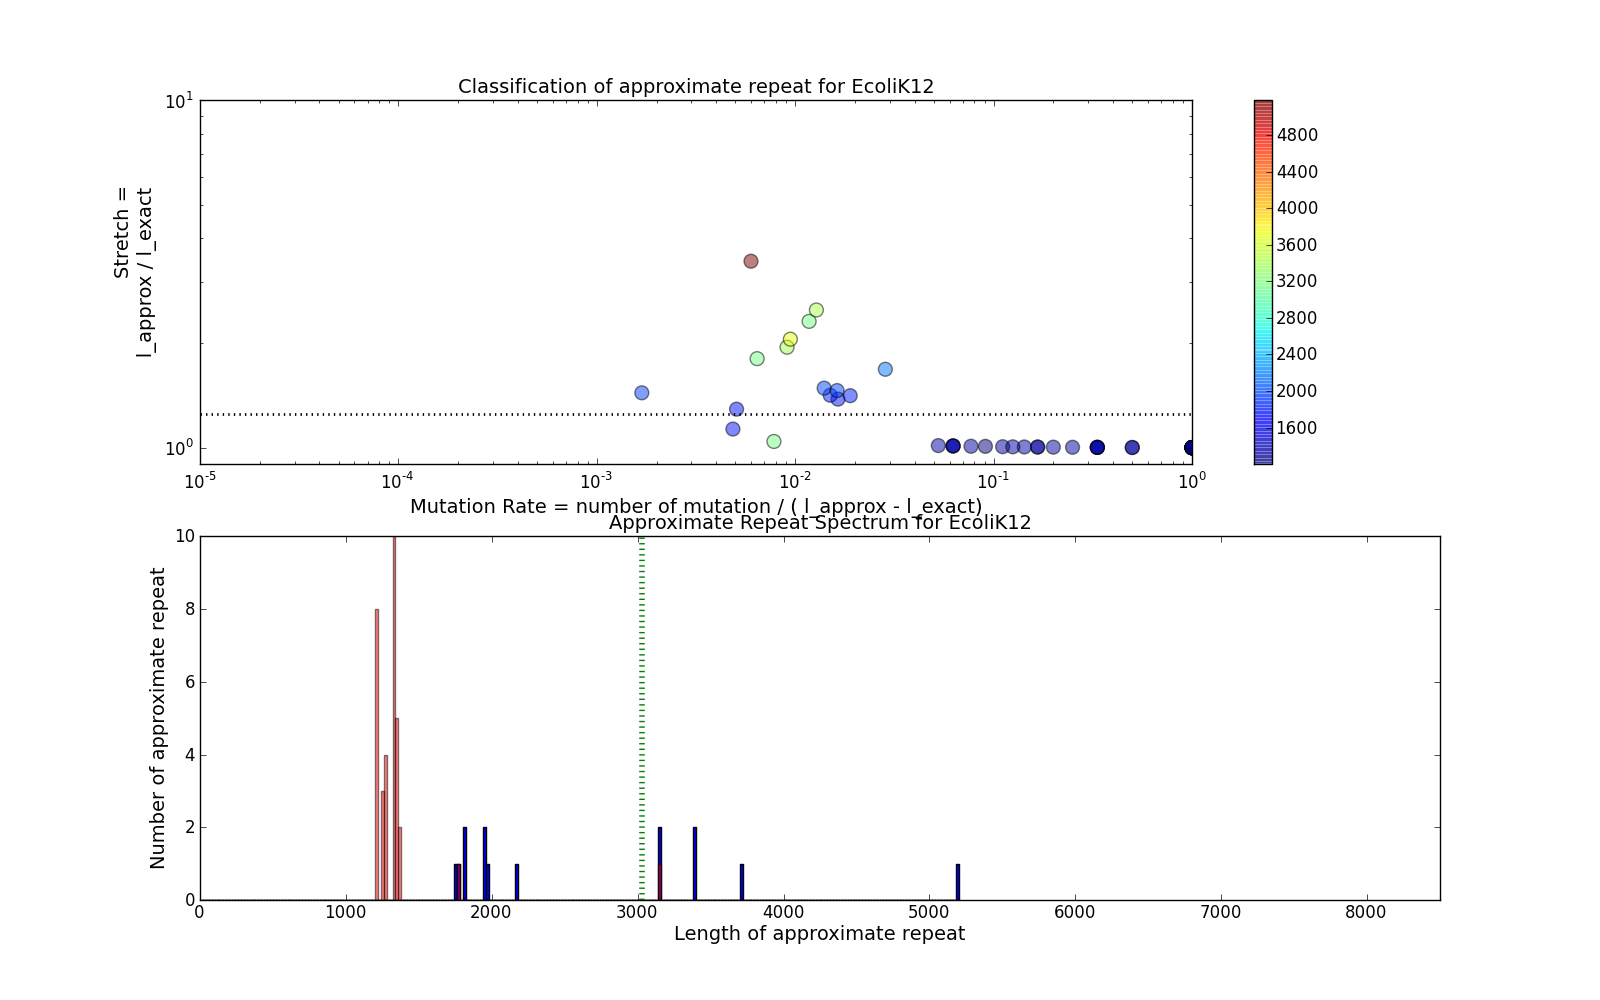 Classification of approximate repeat for EcoliK12
10^1
10^0
Stretch =
l_approx / l_exact
10^-5 10^-4 10^-3 10^-2 10^-1 10^0
Mutation Rate = number of mutation / ( l_approx - l_exact)
4800
4400
4000
3600
3200
2800
2400
2000
1600
Approximate Repeat Spectrum for EcoliK12
10
8
6
4
2
0
Number of approximate repeat
0 1000 2000 3000 4000 5000 6000 7000 8000
Length of approximate repeat